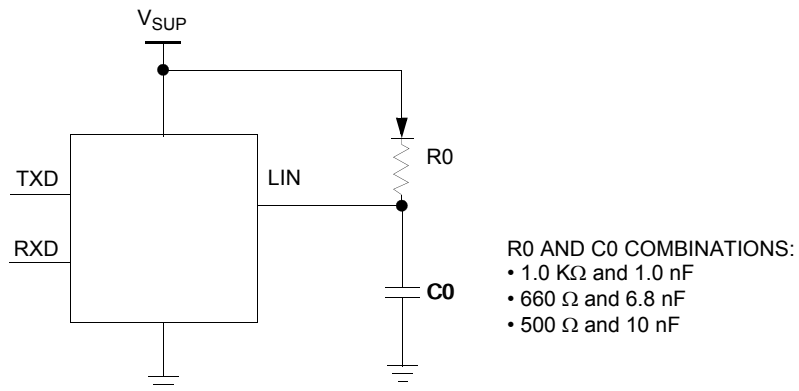 VSUP
R0
TXD
LIN
RXD
R0 AND C0 COMBINATIONS:
• 1.0 KΩ and 1.0 nF
C0
• 660 Ω and 6.8 nF
• 500 Ω and 10 nF